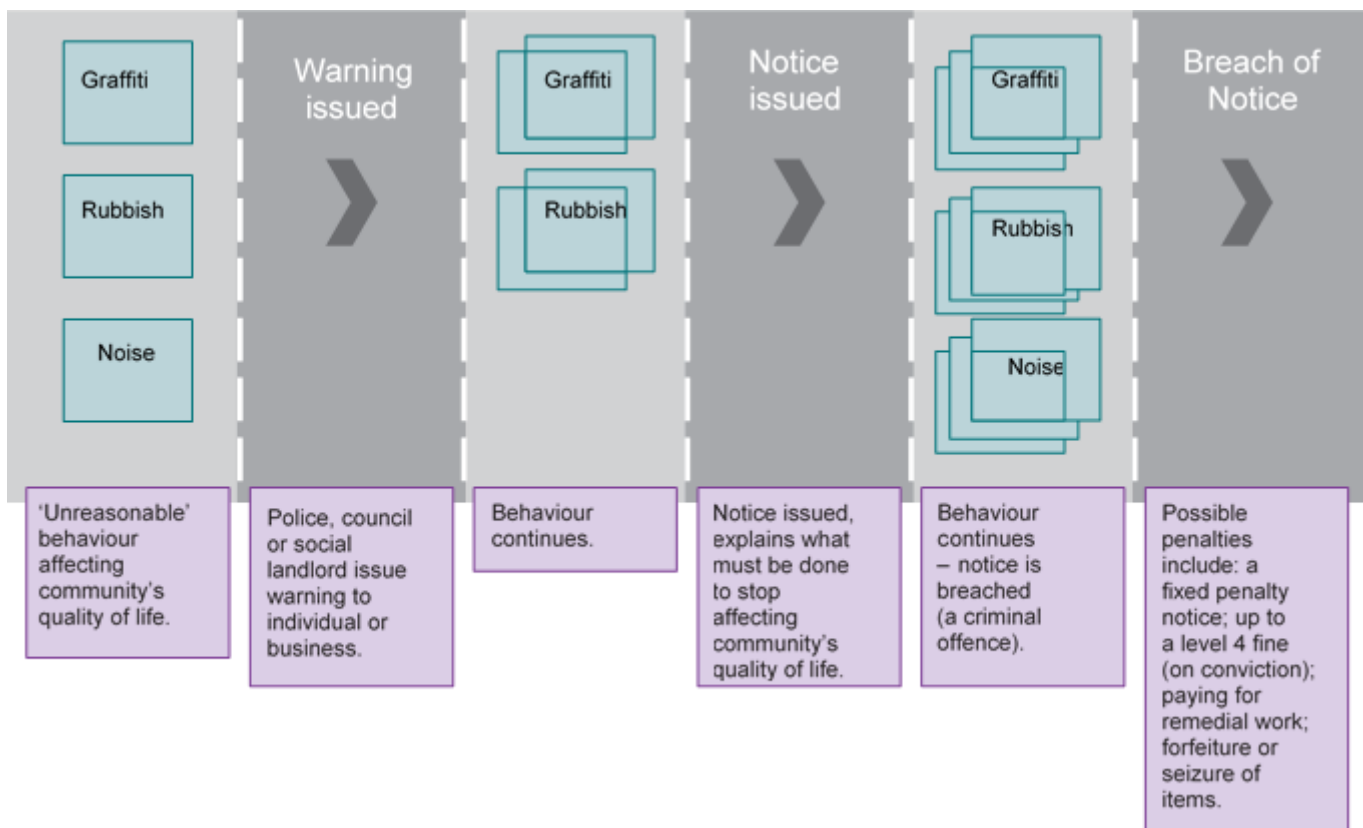 Graffiti
Rubbish
Noise
Warning
issued
Graffiti
Rubbish
Notice
issued
Graffiti
Rubbish
Noise
Breach of
Notice
‘Unreasonable’
behaviour
affecting
community’s
quality of life.
Police, council
or social
landlord issue
warning to
individual or
business.
Behaviour
continues.
Notice issued,
explains what
must be done
to stop
affecting
community’s
quality of life.
Behaviour
continues
– notice is
breached
(a criminal
offence).
Possible
penalties
include: a
fixed penalty
notice; up to
a level 4 fine
(on conviction);
paying for
remedial work;
forfeiture or
seizure of
items.